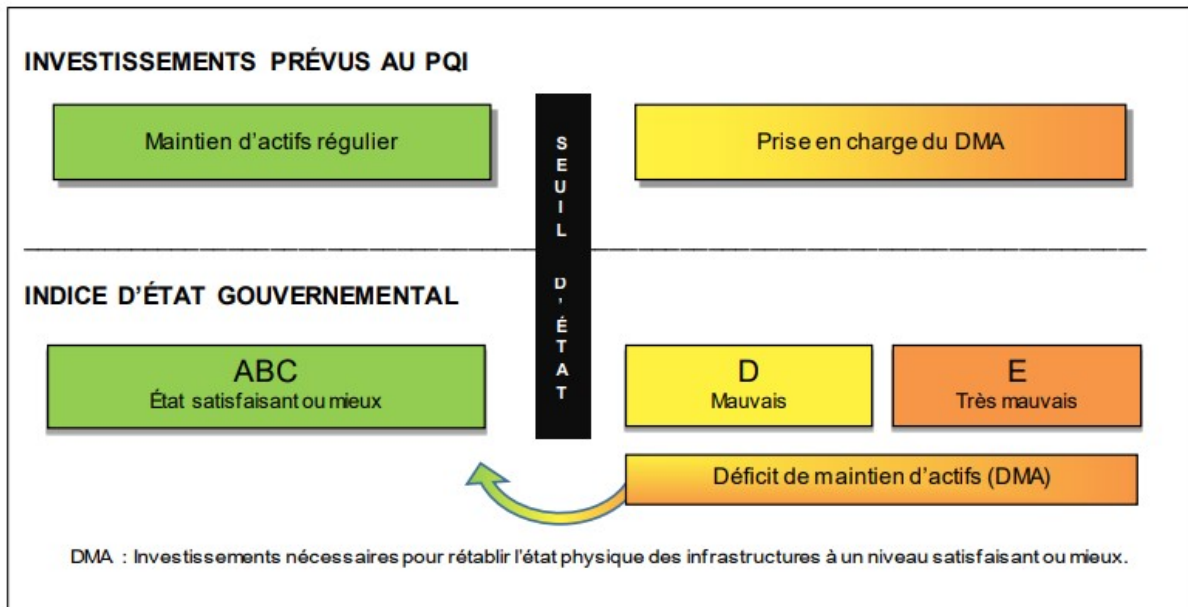 INVESTISSEMENTS PRÉVUS AU PQI
Maintien d'actifs régulier
SEUIL D'ÉTAT
Prise en charge du DMA
INDICE D'ÉTAT GOUVERNEMENTAL
ABC
État satisfaisant ou mieux
D
Mauvais
E
Très mauvais
Déficit de maintien d'actifs (DMA)
DMA : Investissements nécessaires pour rétablir l'état physique des infrastructures à un niveau satisfaisant ou mieux.